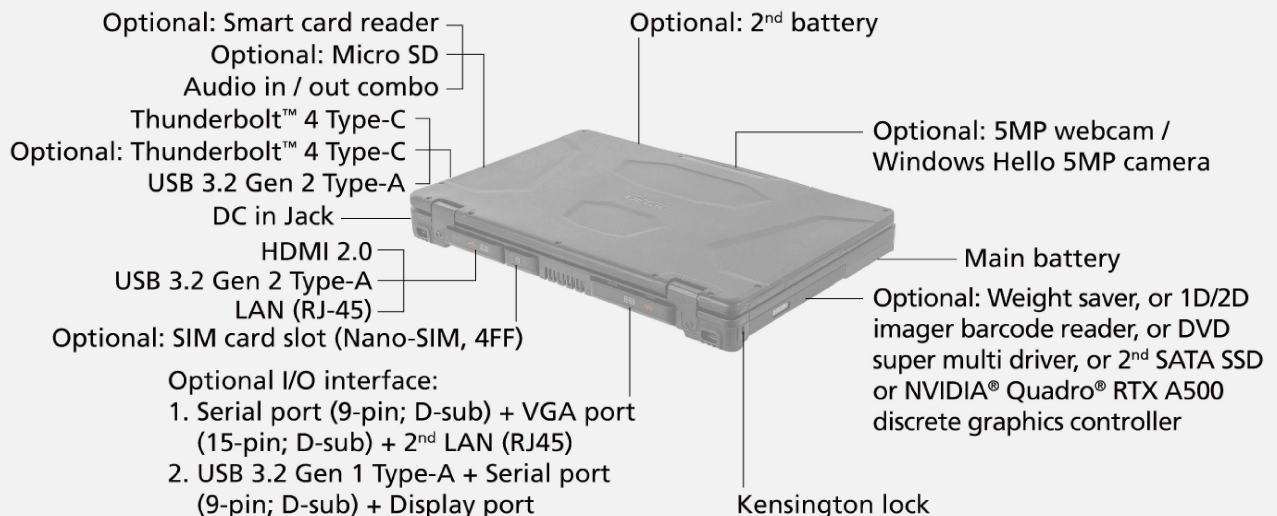 Optional: Smart card reader
Optional: Micro SD
Audio in / out combo
Thunderbolt™ 4 Type-C
Optional: Thunderbolt™ 4 Type-C
USB 3.2 Gen 2 Type-A
DC in Jack
HDMI 2.0
USB 3.2 Gen 2 Type-A
LAN (RJ-45)
Optional: SIM card slot (Nano-SIM, 4FF)
Optional I/O interface:
1. Serial port (9-pin; D-sub) + VGA port
(15-pin; D-sub) + 2nd LAN (RJ45)
2. USB 3.2 Gen 1 Type-A + Serial port
(9-pin; D-sub) + Display port
Optional: 2nd battery
Optional: 5MP webcam /
Windows Hello 5MP camera
Main battery
Optional: Weight saver, or 1D/2D
imager barcode reader, or DVD
super multi driver, or 2nd SATA SSD
or NVIDIA® Quadro® RTX A500
discrete graphics controller
Kensington lock